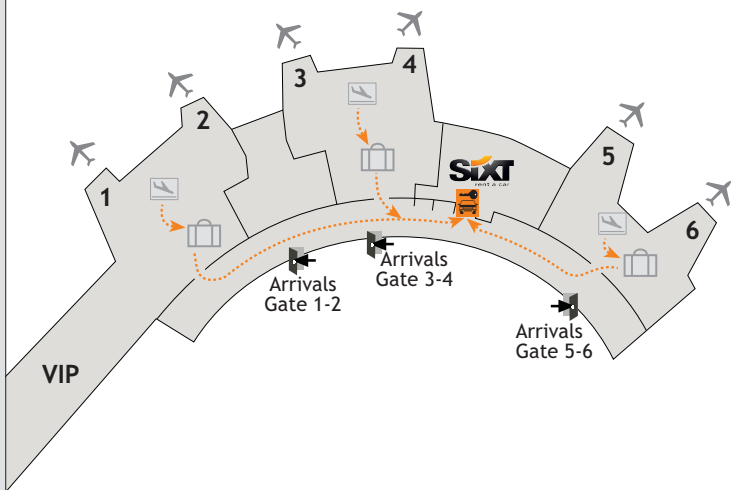 3
4
2
5
1
SiXT
rent a car
6
Arrivals
Gate 1-2
Arrivals
Gate 3-4
Arrivals
Gate 5-6
VIP